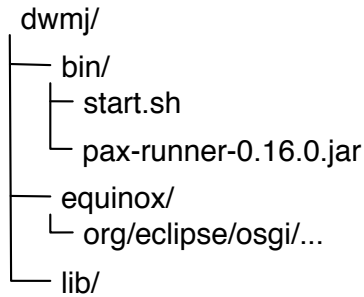 dwmj/
bin/
start.sh
pax-runner-0.16.0.jar
equinox/
org/eclipse/osgi/...
lib/